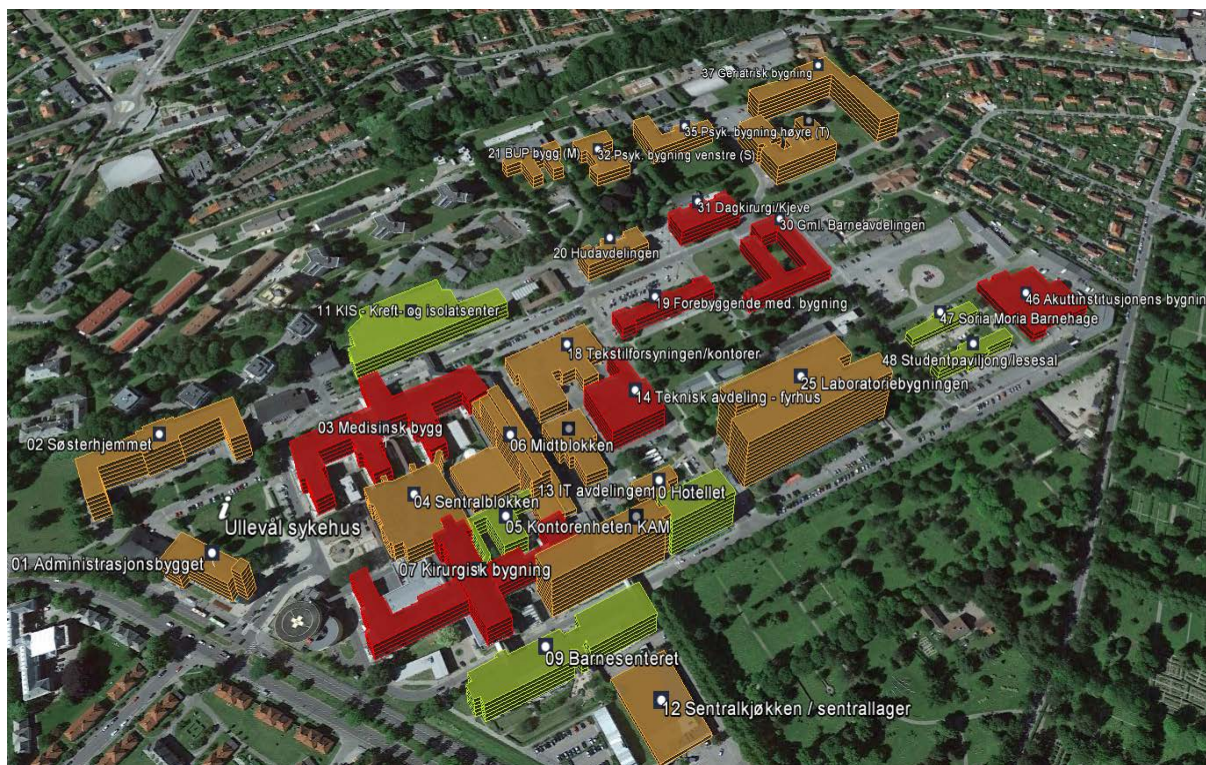 37 Geriatrisk bygning
35 Psyk. bygning høyre (T)
21 BUP bygg (M)
32 Psyk. bygning venstre (S)
31 Dagkirurgi/Kjeve
30 Gml. Barneavdelingen
20 Hudavdelingen
19 Forebyggende med. bygning
46 Akuttinstitusjonens bygnin
11 KIS - Kreft- og isolatsenter
47 Soria Moria Barnehage
18 Tekstilforsyningen/kontorer
48 Studentpaviljong/lesesal
25 Laboratoriebygningen
14 Teknisk avdeling - fyrhus
03 Medisinsk bygg
02 Søsterhjemmet
06 Midtblokken
13 IT avdelingen
10 Hotellet
04 Sentralblokken
05 Kontorenheten KAM
i
Ullevål sykehus
01 Administrasjonsbygget
07 Kirurgisk bygning
09 Barnesenteret
12 Sentralkjøkken / sentrallager